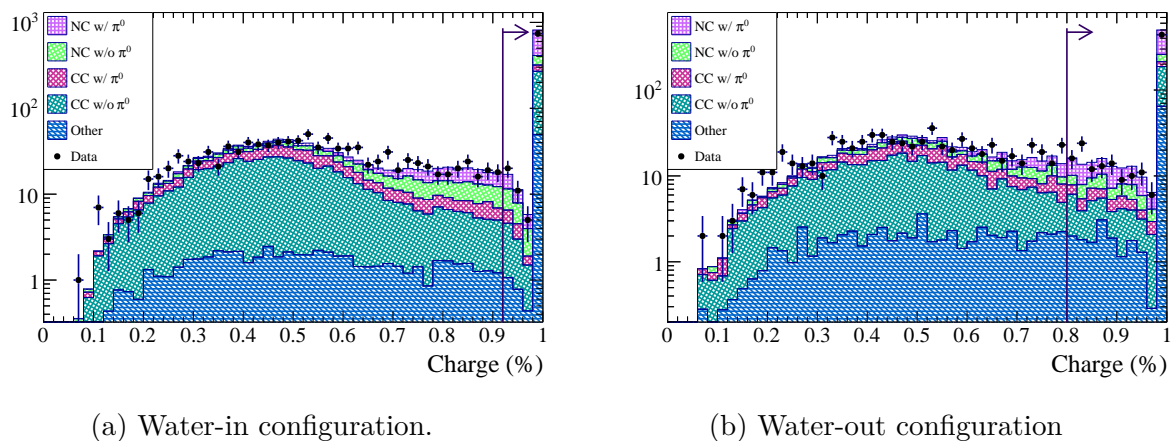 10³
10²
10
1
NC w/ π⁰
NC w/o π⁰
CC w/ π⁰
CC w/o π⁰
Other
Data
0 0.1 0.2 0.3 0.4 0.5 0.6 0.7 0.8 0.9 1
Charge (%)
(a) Water-in configuration.
10²
10
1
NC w/ π⁰
NC w/o π⁰
CC w/ π⁰
CC w/o π⁰
Other
Data
0 0.1 0.2 0.3 0.4 0.5 0.6 0.7 0.8 0.9 1
Charge (%)
(b) Water-out configuration